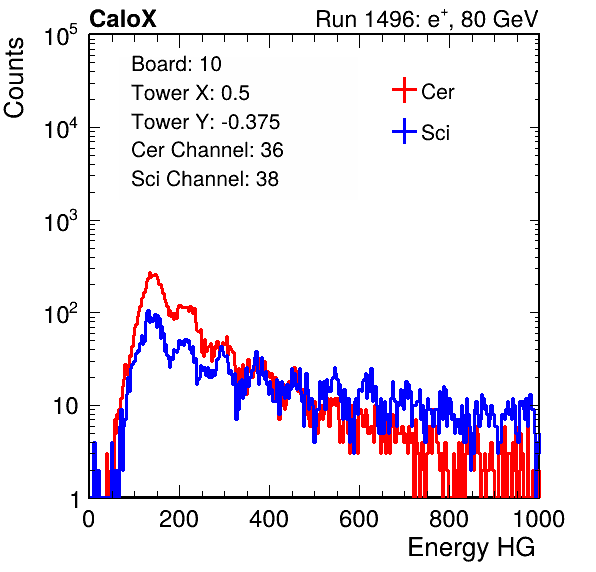 CaloX
Run 1496: e⁺, 80 GeV
Counts
10⁵
10⁴
10³
10²
10
1
Board: 10
Tower X: 0.5
Tower Y: -0.375
Cer Channel: 36
Sci Channel: 38
Cer
Sci
0 200 400 600 800 1000
Energy HG